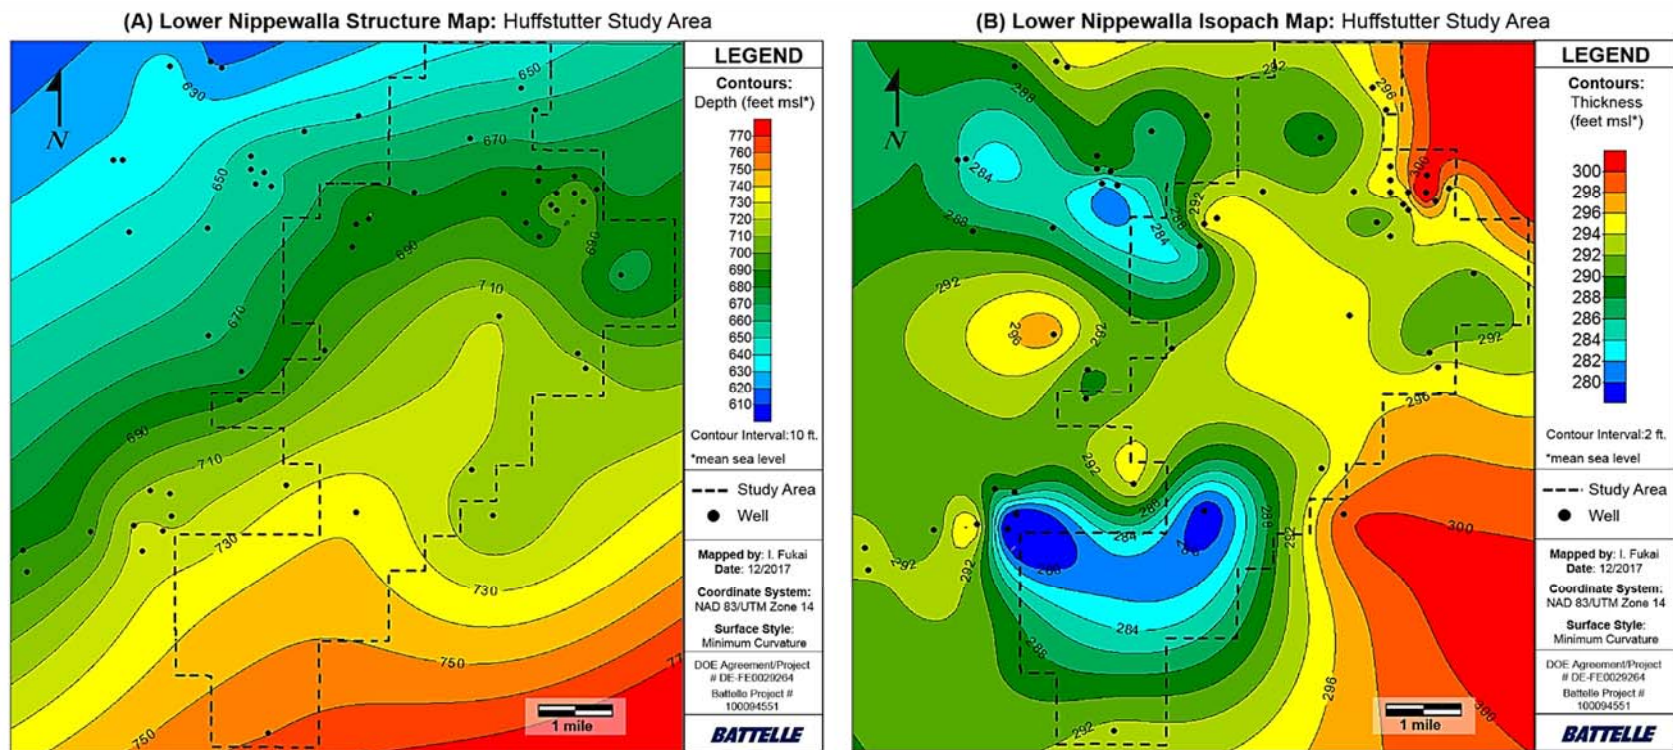 (A) Lower Nippewalla Structure Map: Huffstutter Study Area
N
630
650
670
650
690
690
670
710
690
710
730
730
750
750
1 mile
LEGEND
Contours:
Depth (feet msl*)
770
760
740
730
720
710
700
690
680
670
660
650
640
630
620
610
Contour Interval:10 ft.
*mean sea level
Study Area
Well
Mapped by: I. Fukai
Date: 12/2017
Coordinate System:
NAD 83/UTM Zone 14
Surface Style:
Minimum Curvature
DOE Agreement/Project
# DE-FE0029264
Battelle Project #
100094551
BATTELLE
(B) Lower Nippewalla Isopach Map: Huffstutter Study Area
N
292
288
296
300
284
292
288
288
284
292
296
292
292
296
292
288
288
284
292
300
292
292
284
288
296
300
292
1 mile
LEGEND
Contours:
Thickness
(feet msl*)
300
298
296
294
292
290
288
286
284
282
280
Contour Interval:2 ft.
*mean sea level
Study Area
Well
Mapped by: I. Fukai
Date: 12/2017
Coordinate System:
NAD 83/UTM Zone 14
Surface Style:
Minimum Curvature
DOE Agreement/Project
# DE-FE0029264
Battelle Project #
100094551
BATTELLE